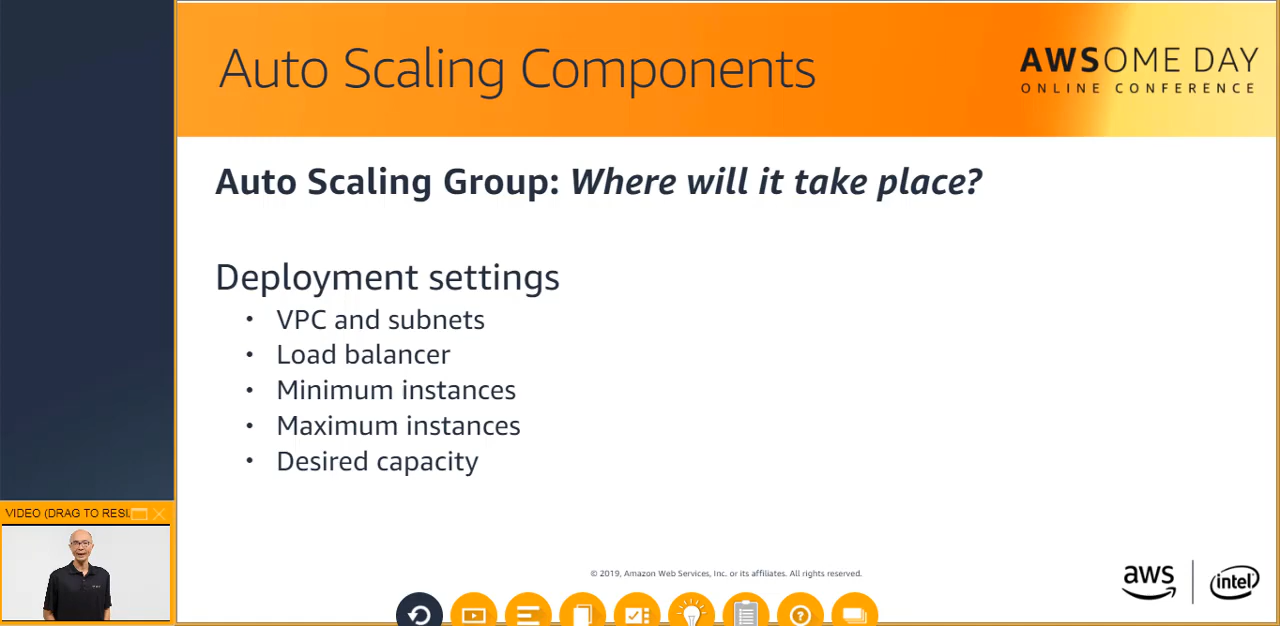 Auto Scaling Components
AWSOME DAY
ONLINE CONFERENCE
Auto Scaling Group: Where will it take place?
Deployment settings
• VPC and subnets
• Load balancer
• Minimum instances
• Maximum instances
• Desired capacity
VIDEO (DRAG TO RESI
© 2019, Amazon Web Services, Inc. or its affiliates. All rights reserved.
aws
intel